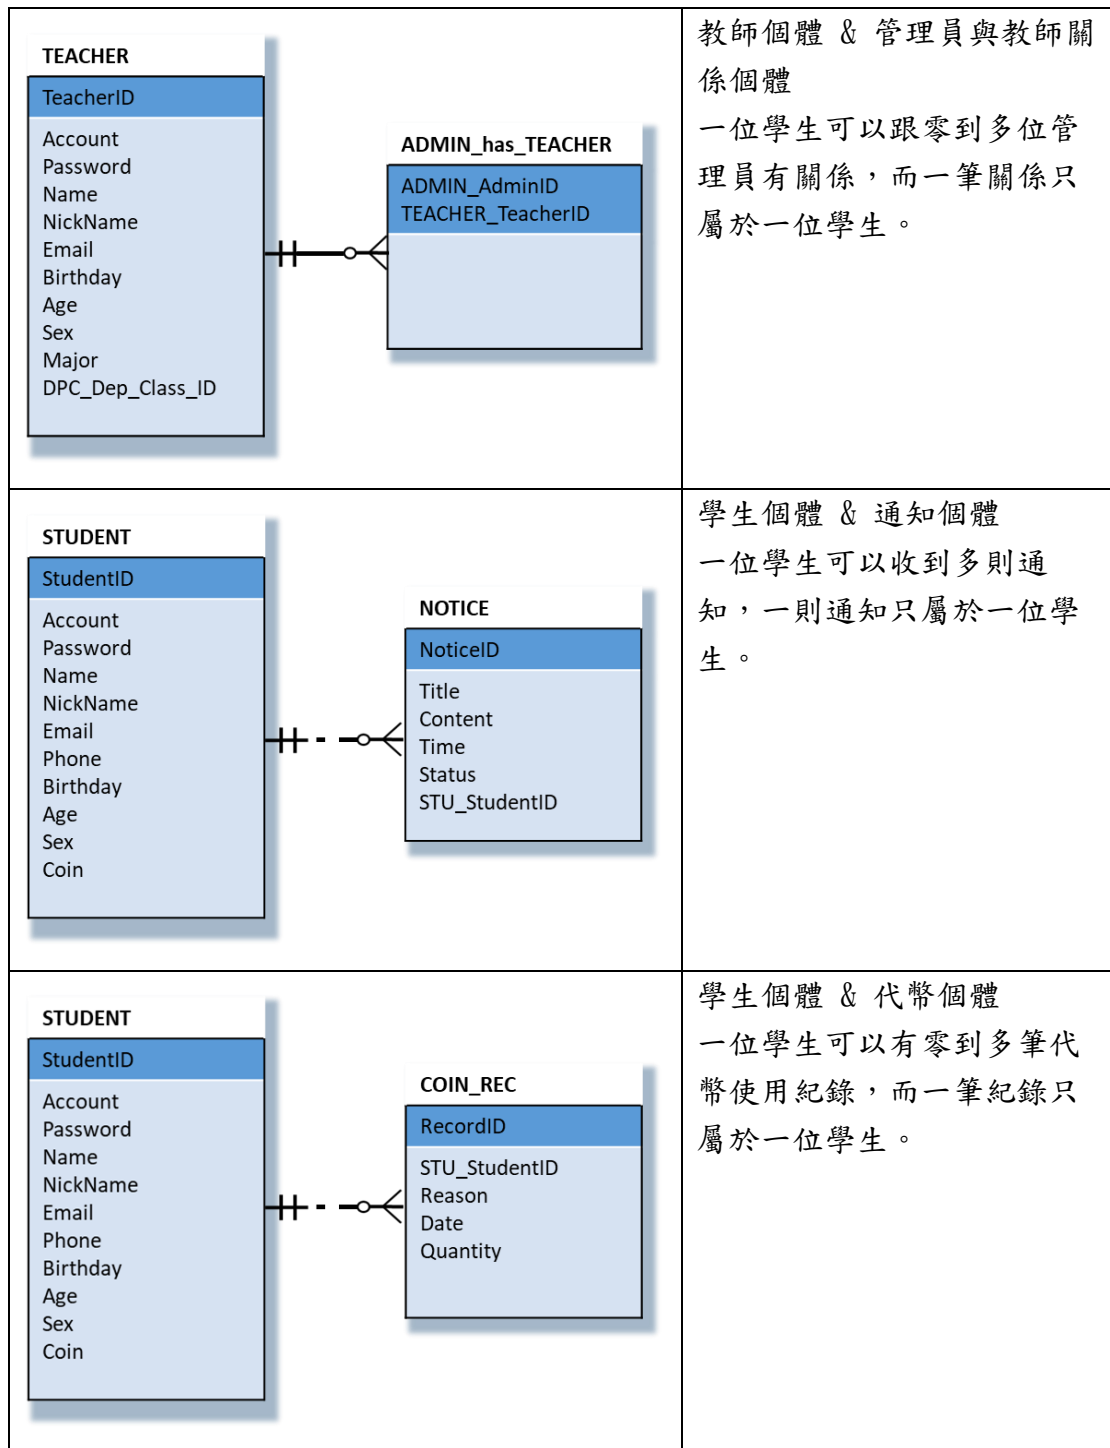 TEACHER
TeacherID
Account
Password
Name
NickName
Email
Birthday
Age
Sex
Major
DPC_Dep_Class_ID
ADMIN_has_TEACHER
ADMIN_AdminID
TEACHER_TeacherID
教師個體 & 管理員與教師關
係個體
一位學生可以跟零到多位管
理員有關係，而一筆關係只
屬於一位學生。
STUDENT
StudentID
Account
Password
Name
NickName
Email
Phone
Birthday
Age
Sex
Coin
NOTICE
NoticeID
Title
Content
Time
Status
STU_StudentID
學生個體 & 通知個體
一位學生可以收到多則通
知，一則通知只屬於一位學
生。
STUDENT
StudentID
Account
Password
Name
NickName
Email
Phone
Birthday
Age
Sex
Coin
COIN_REC
RecordID
STU_StudentID
Reason
Date
Quantity
學生個體 & 代幣個體
一位學生可以有零到多筆代
幣使用紀錄，而一筆紀錄只
屬於一位學生。